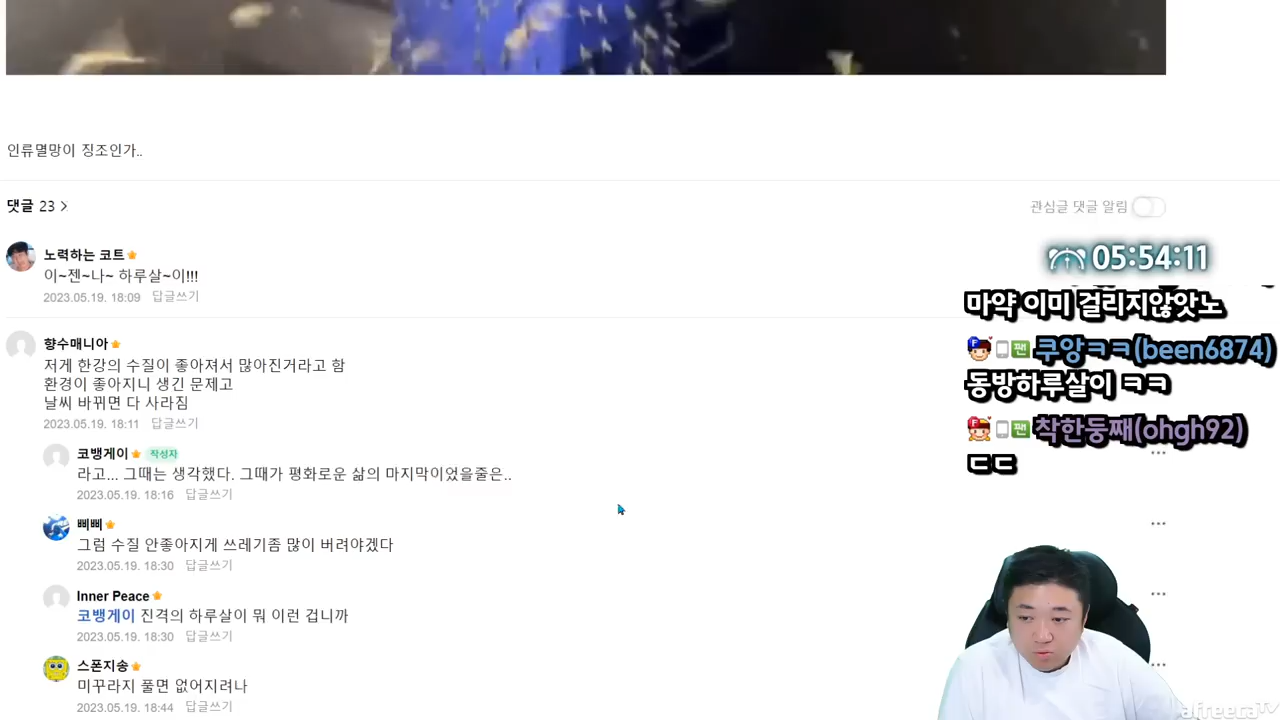 인류멸망이 징조인가..
댓글 23 >
관심글 댓글 알림
노력하는 코트
이~젠~나~ 하루살~이!!!
2023.05.19. 18:09 답글쓰기
향수매니아
저게 한강의 수질이 좋아져서 많아진거라고 함
환경이 좋아지니 생긴 문제고
날씨 바뀌면 다 사라짐
2023.05.19. 18:11 답글쓰기
코뱅게이 작성자
라고... 그때는 생각했다. 그때가 평화로운 삶의 마지막이었을줄은..
2023.05.19. 18:16 답글쓰기
삐삐
그럼 수질 안좋아지게 쓰레기좀 많이 버려야겠다
2023.05.19. 18:30 답글쓰기
Inner Peace
코뱅게이 진격의 하루살이 뭐 이런 겁니까
2023.05.19. 18:30 답글쓰기
스폰지송
미꾸라지 풀면 없어지려나
2023.05.19. 18:44 답글쓰기
05:54:11
마약 이미 걸리지않앗노
팬 쿠앙ㅋㅋ(been6874)
동방하루살이 ㅋㅋ
팬 착한둥째(ohgh92)
ㄷㄷ
afreecaTV